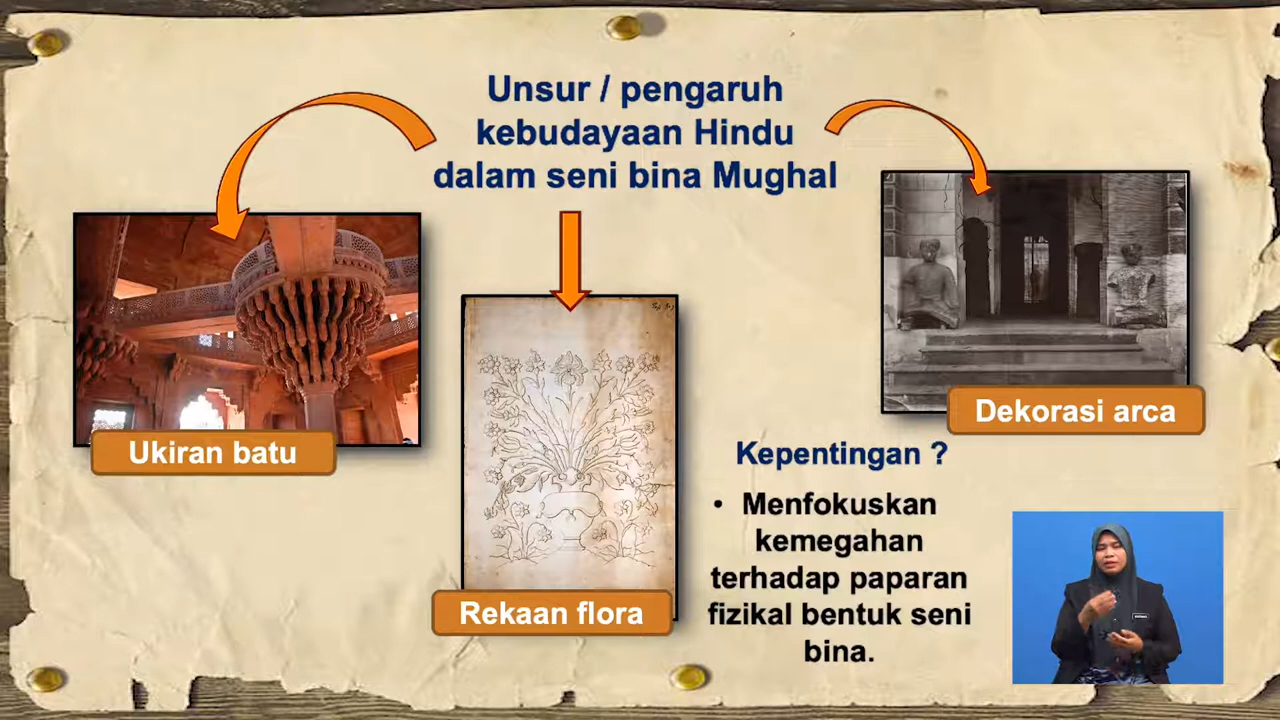 Unsur / pengaruh
kebudayaan Hindu
dalam seni bina Mughal
Ukiran batu
Rekaan flora
Dekorasi arca
Kepentingan ?
• Menfokuskan
kemegahan
terhadap paparan
fizikal bentuk seni
bina.